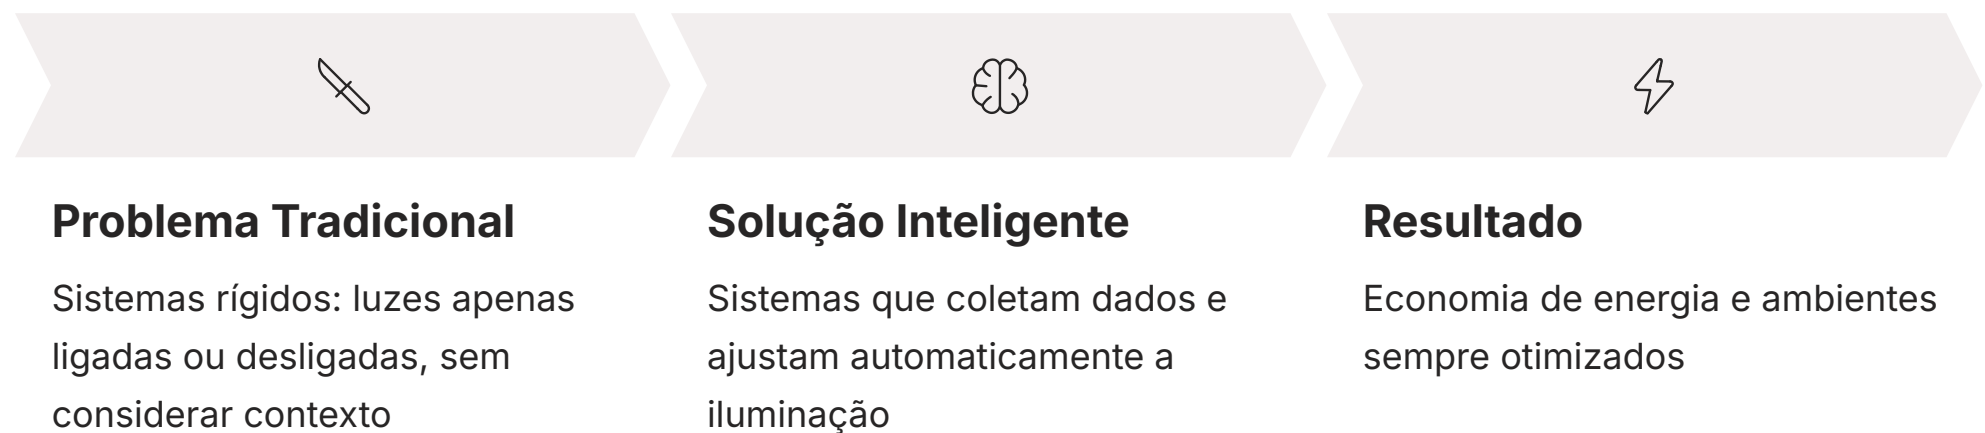 Problema Tradicional
Sistemas rígidos: luzes apenas
ligadas ou desligadas, sem
considerar contexto
Solução Inteligente
Sistemas que coletam dados e
ajustam automaticamente a
iluminação
Resultado
Economia de energia e ambientes
sempre otimizados